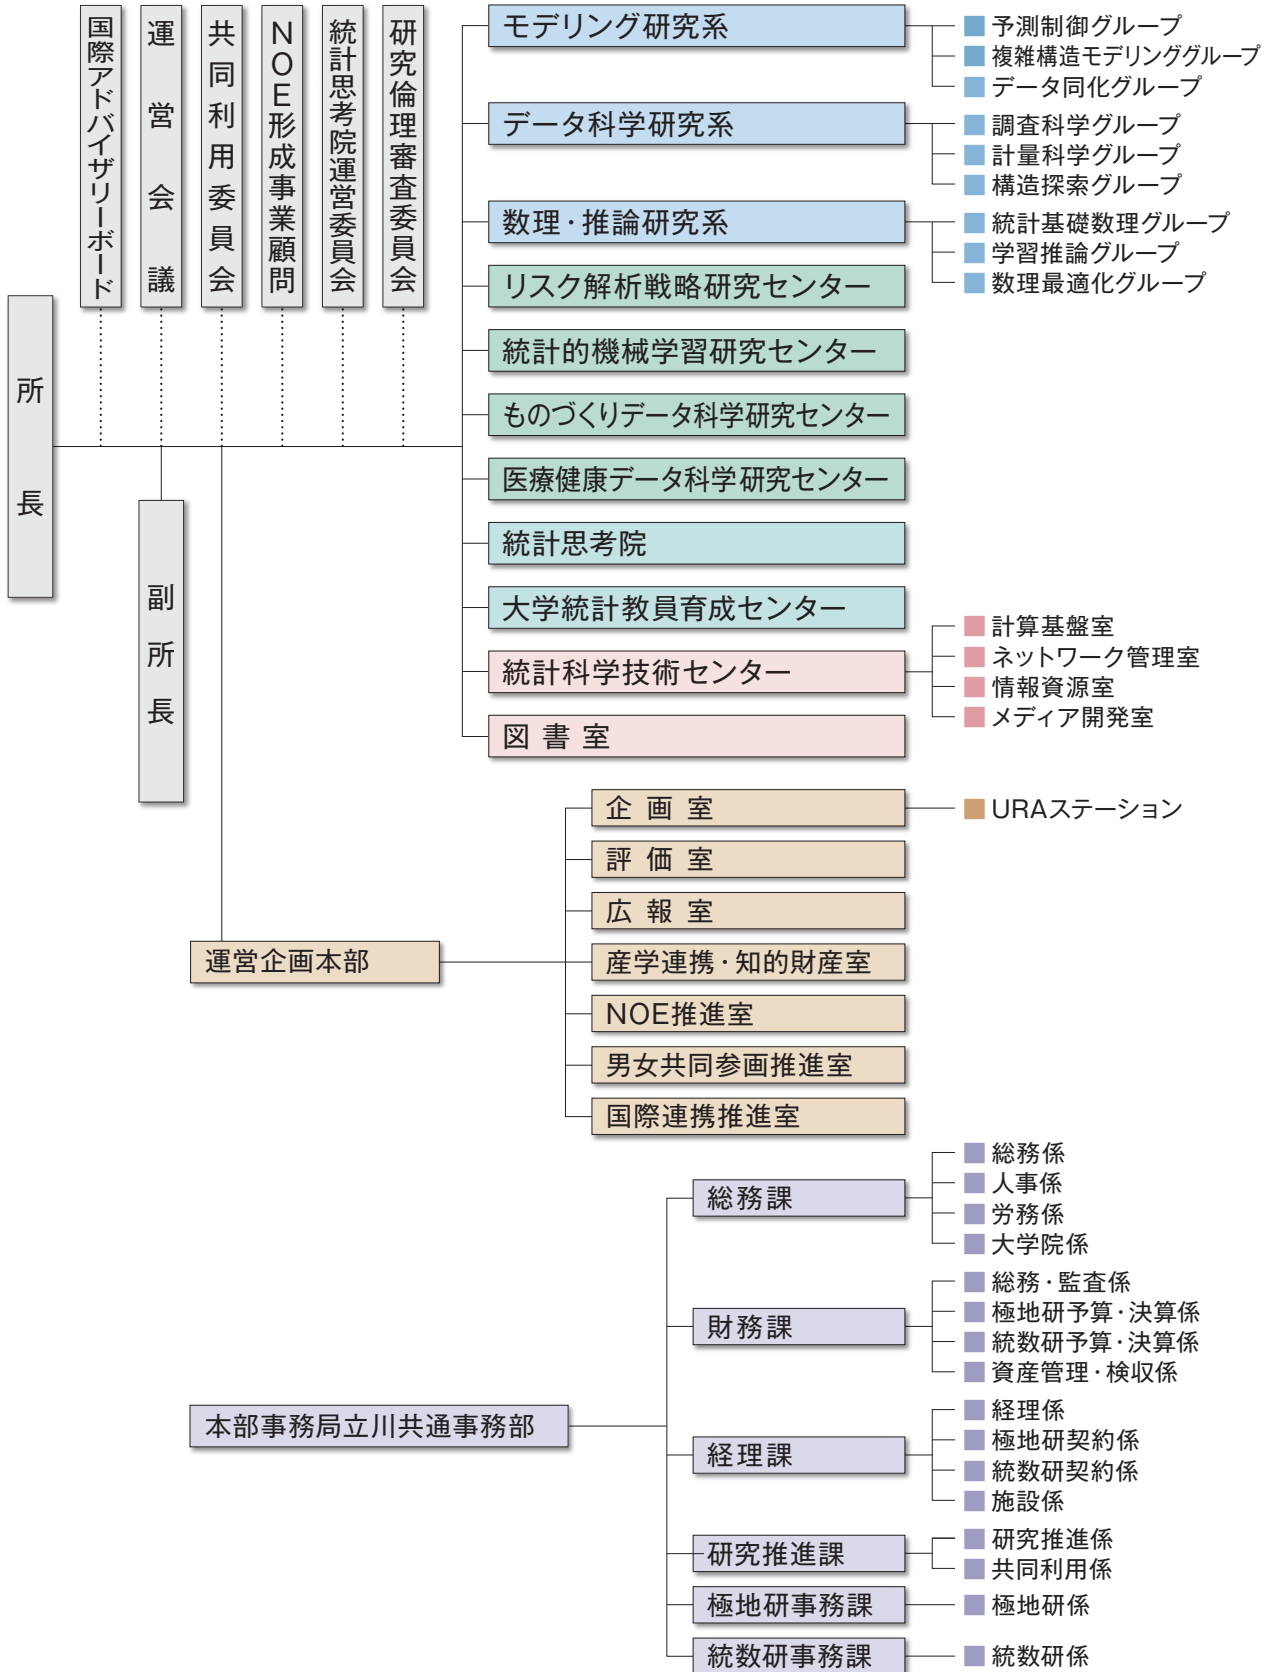 所長
国際アドバイザリーボード
運営会議
共同利用委員会
NOE形成事業顧問
統計思考院運営委員会
研究倫理審査委員会
副所長
モデリング研究系
予測制御グループ
複雑構造モデリンググループ
データ同化グループ
データ科学研究系
調査科学グループ
計量科学グループ
構造探索グループ
数理・推論研究系
統計基礎数理グループ
学習推論グループ
数理最適化グループ
リスク解析戦略研究センター
統計的機械学習研究センター
ものづくりデータ科学研究センター
医療健康データ科学研究センター
統計思考院
大学統計教員育成センター
統計科学技術センター
計算基盤室
ネットワーク管理室
情報資源室
メディア開発室
図書室
運営企画本部
企画室
URAステーション
評価室
広報室
産学連携・知的財産室
NOE推進室
男女共同参画推進室
国際連携推進室
本部事務局立川共通事務部
総務課
総務係
人事係
労務係
大学院係
財務課
総務・監査係
極地研予算・決算係
統数研予算・決算係
資産管理・検収係
経理課
経理係
極地研契約係
統数研契約係
施設係
研究推進課
研究推進係
共同利用係
極地研事務課
極地研係
統数研事務課
統数研係